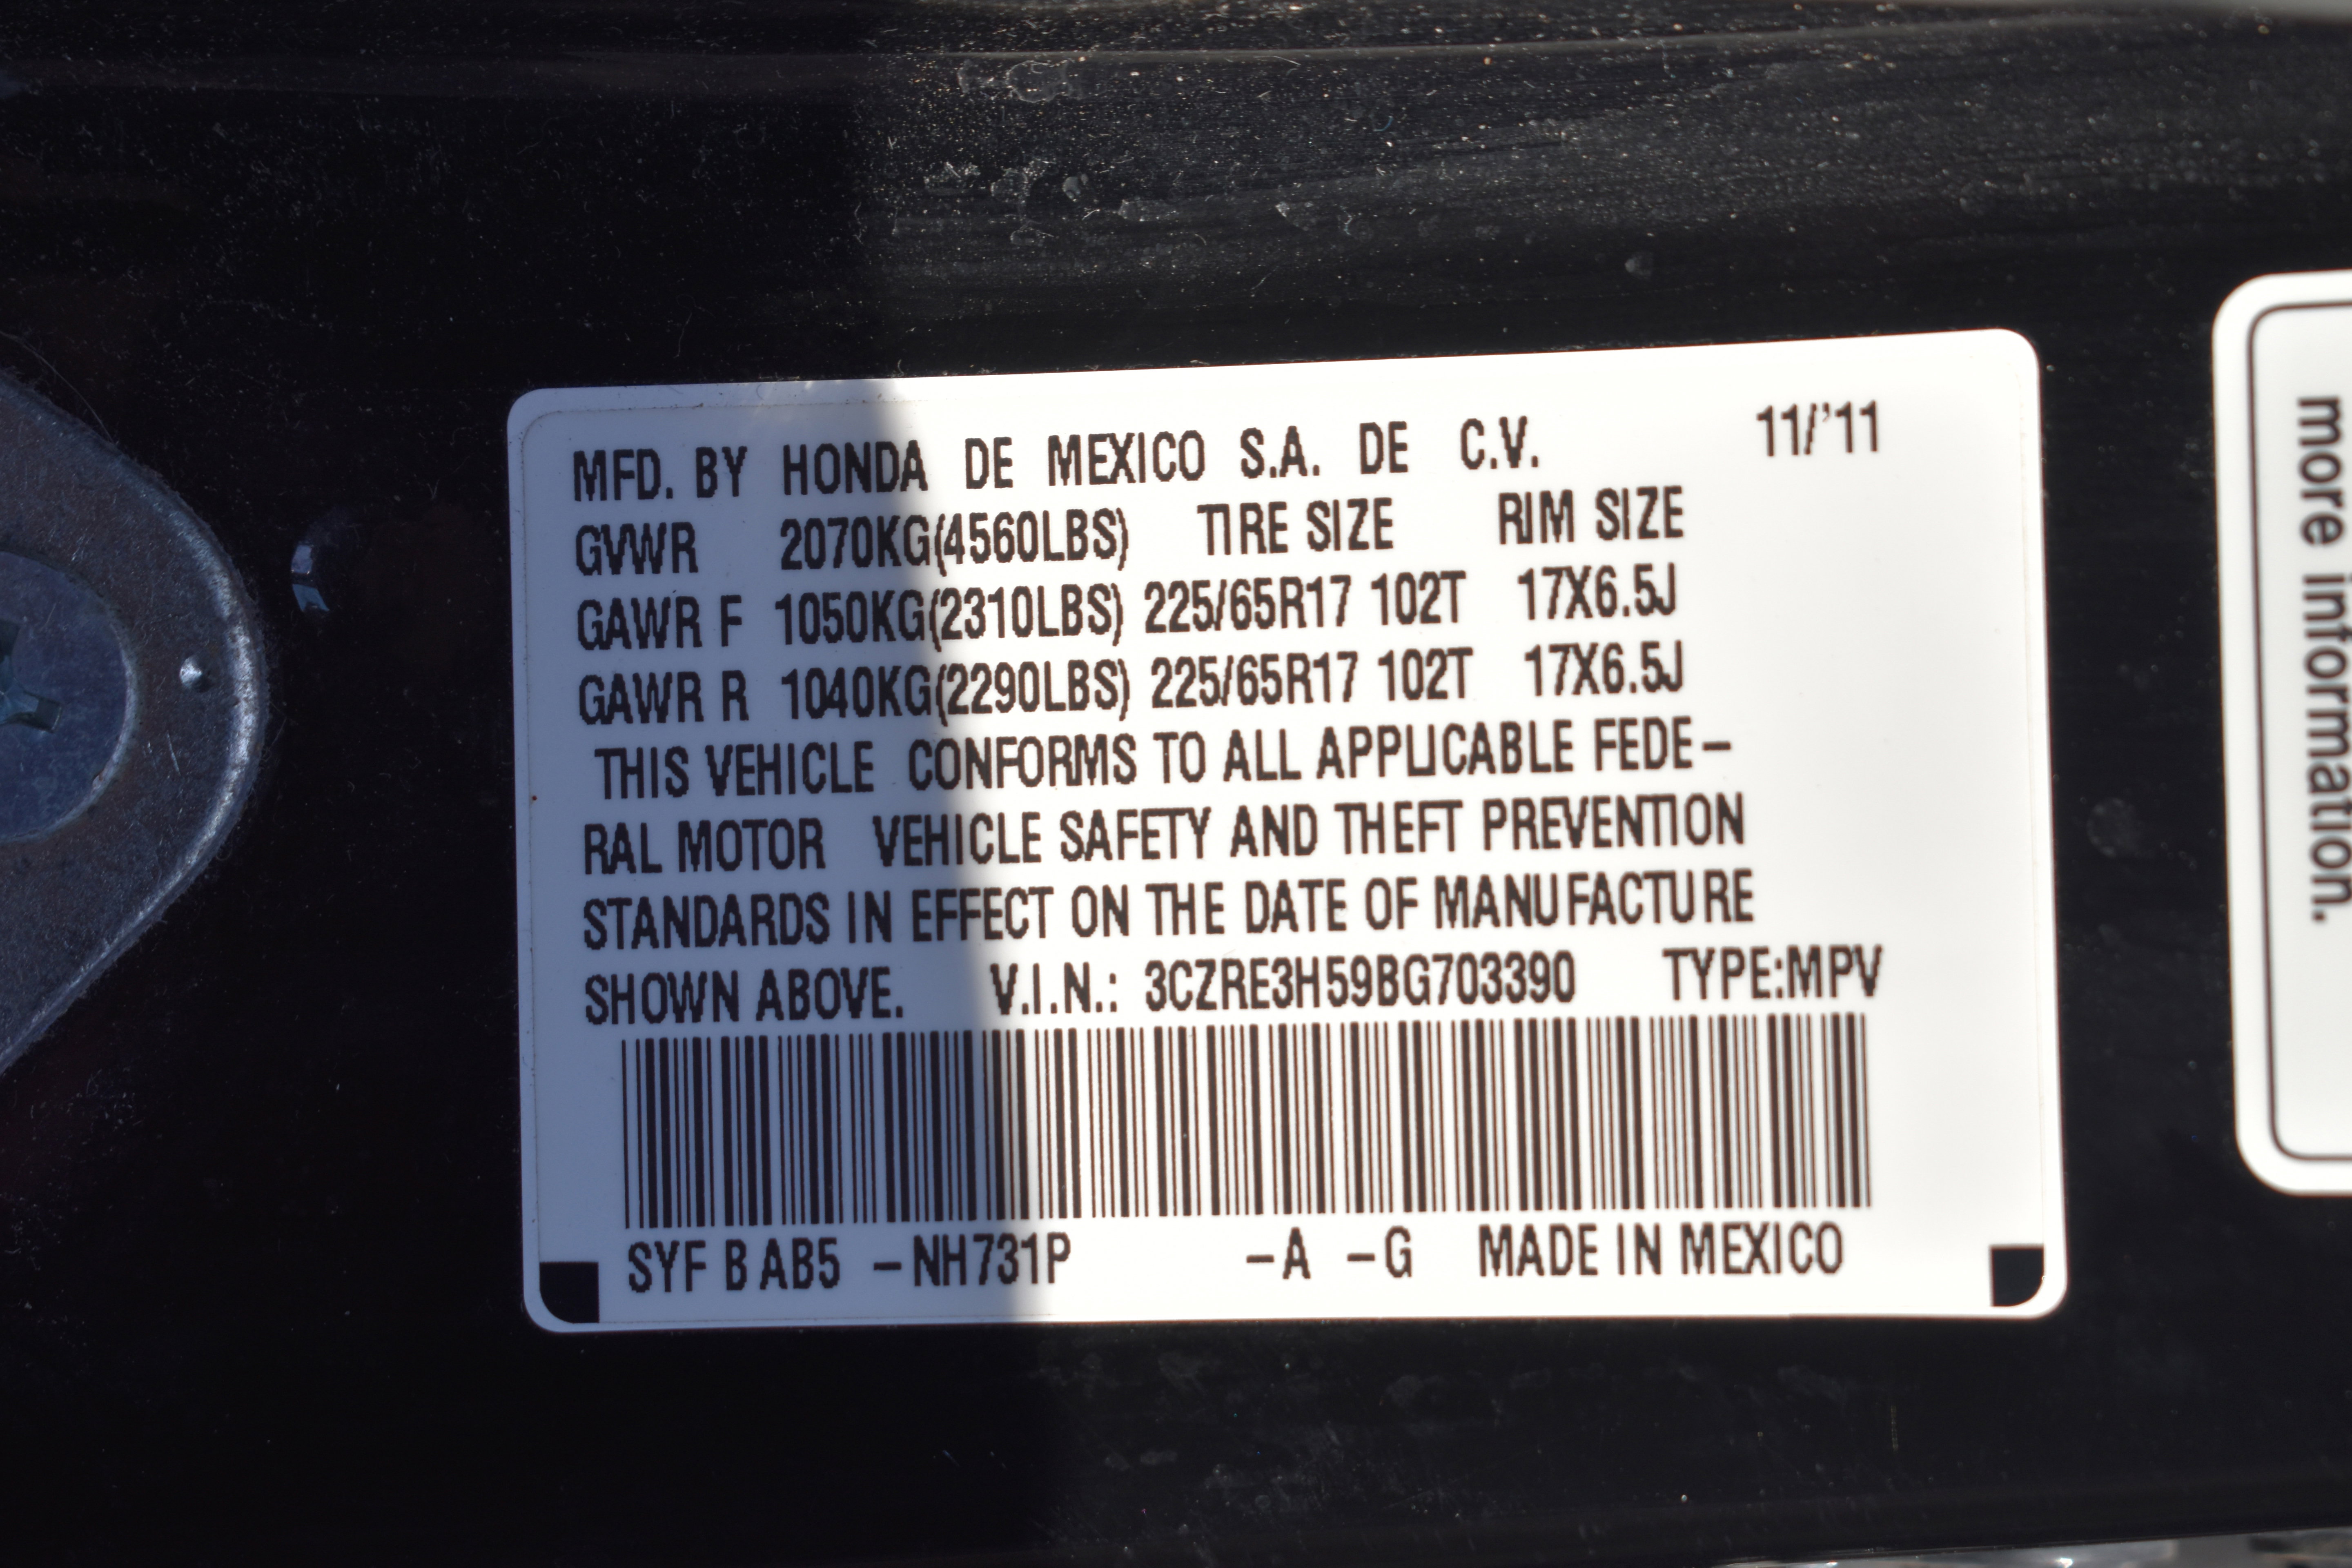 MFD. BY HONDA DE MEXICO S.A. DE C.V. 11/'11
GVWR 2070KG(4560LBS) TIRE SIZE RIM SIZE
GAWR F 1050KG(2310LBS) 225/65R17 102T 17X6.5J
GAWR R 1040KG(2290LBS) 225/65R17 102T 17X6.5J
THIS VEHICLE CONFORMS TO ALL APPLICABLE FEDE-
RAL MOTOR VEHICLE SAFETY AND THEFT PREVENTION
STANDARDS IN EFFECT ON THE DATE OF MANUFACTURE
SHOWN ABOVE. V.I.N.: 3CZRE3H59BG703390 TYPE:MPV
SYF B AB5 -NH731P -A -G MADE IN MEXICO
more information.